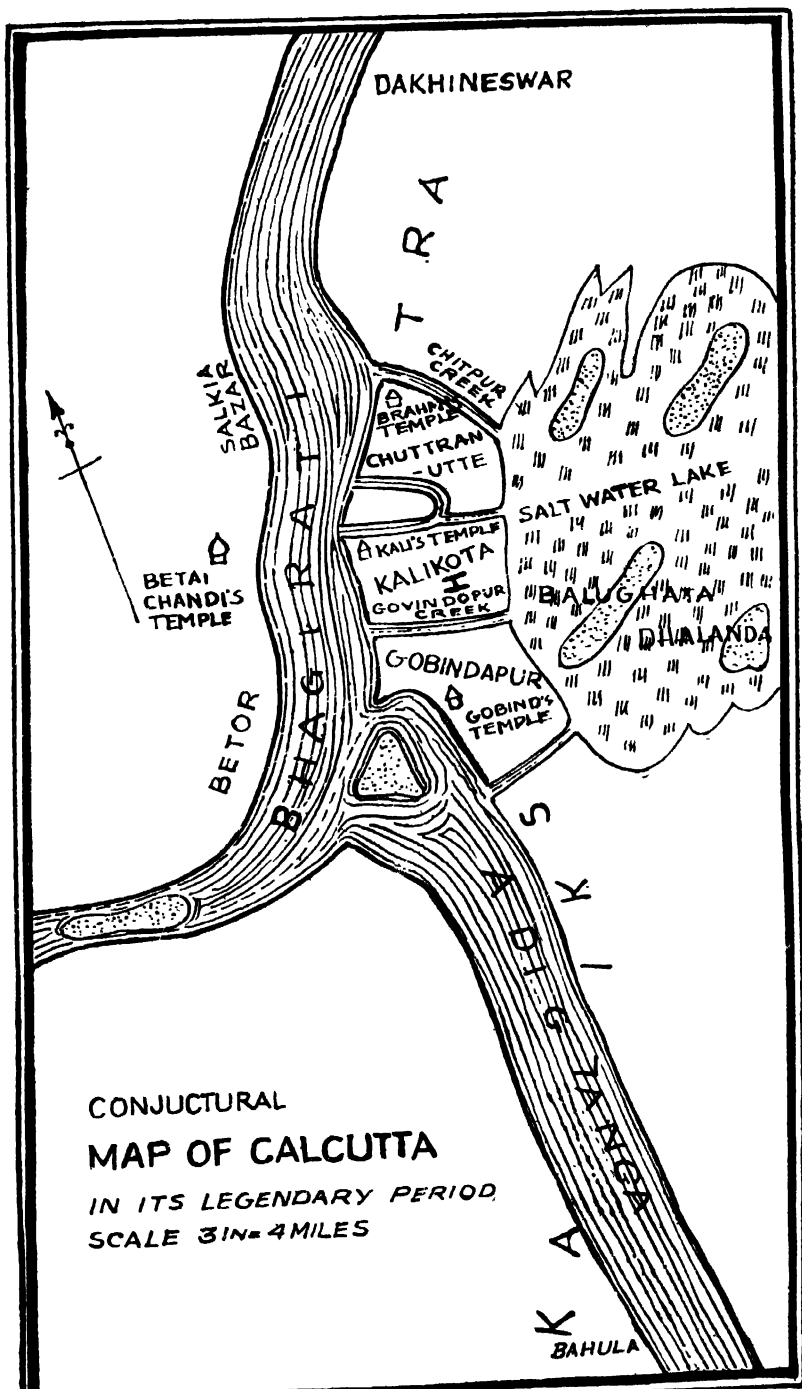 DAKHINESWAR
T R A
CHITPUR
CREEK
SALKIA
BAZAR
BRAHMA'S
TEMPLE
CHUTTRAN
-UTTE
SALT WATER LAKE
KALI'S TEMPLE
KALIKOTA
H
GOVINDOPUR
CREEK
BALUGHATA
DHALANDA
BETAI
CHANDI'S
TEMPLE
GOBINDAPUR
GOBIND'S
TEMPLE
BETOR
BHAGIRATI
KALIK S
ADIGANGA
BAHULA
CONJUCTURAL
MAP OF CALCUTTA
IN ITS LEGENDARY PERIOD,
SCALE 3IN= 4MILES